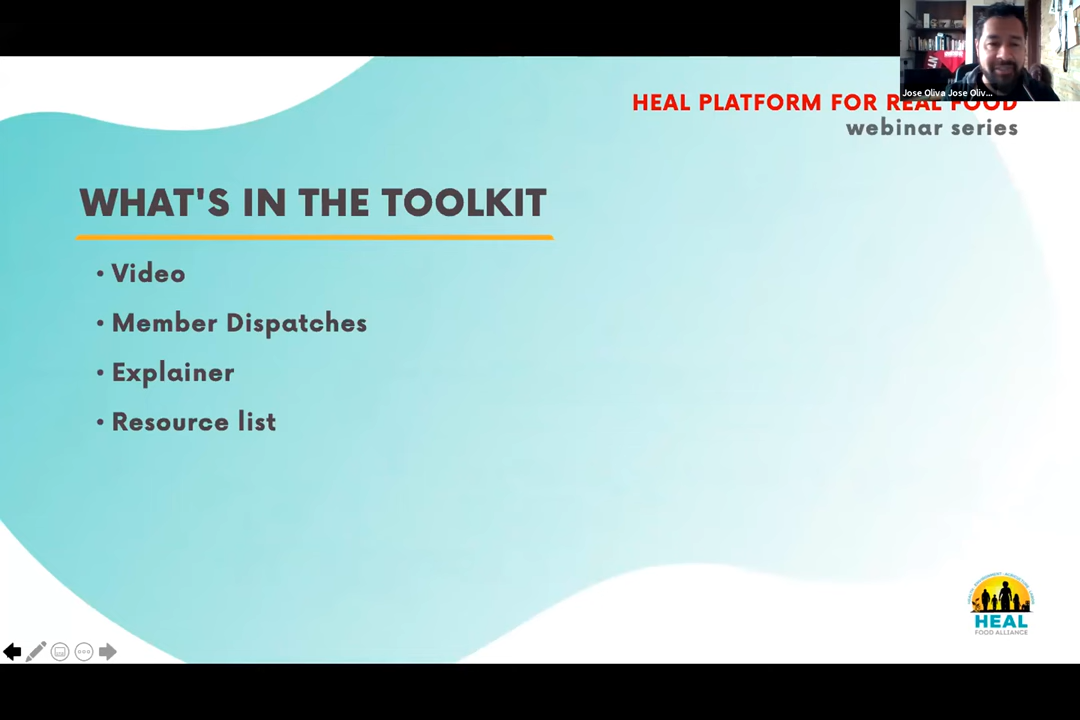 Jose Oliva Jose Oliv...
HEAL PLATFORM FOR REAL FOOD
webinar series
WHAT'S IN THE TOOLKIT
• Video
• Member Dispatches
• Explainer
• Resource list
HEAL
FOOD ALLIANCE